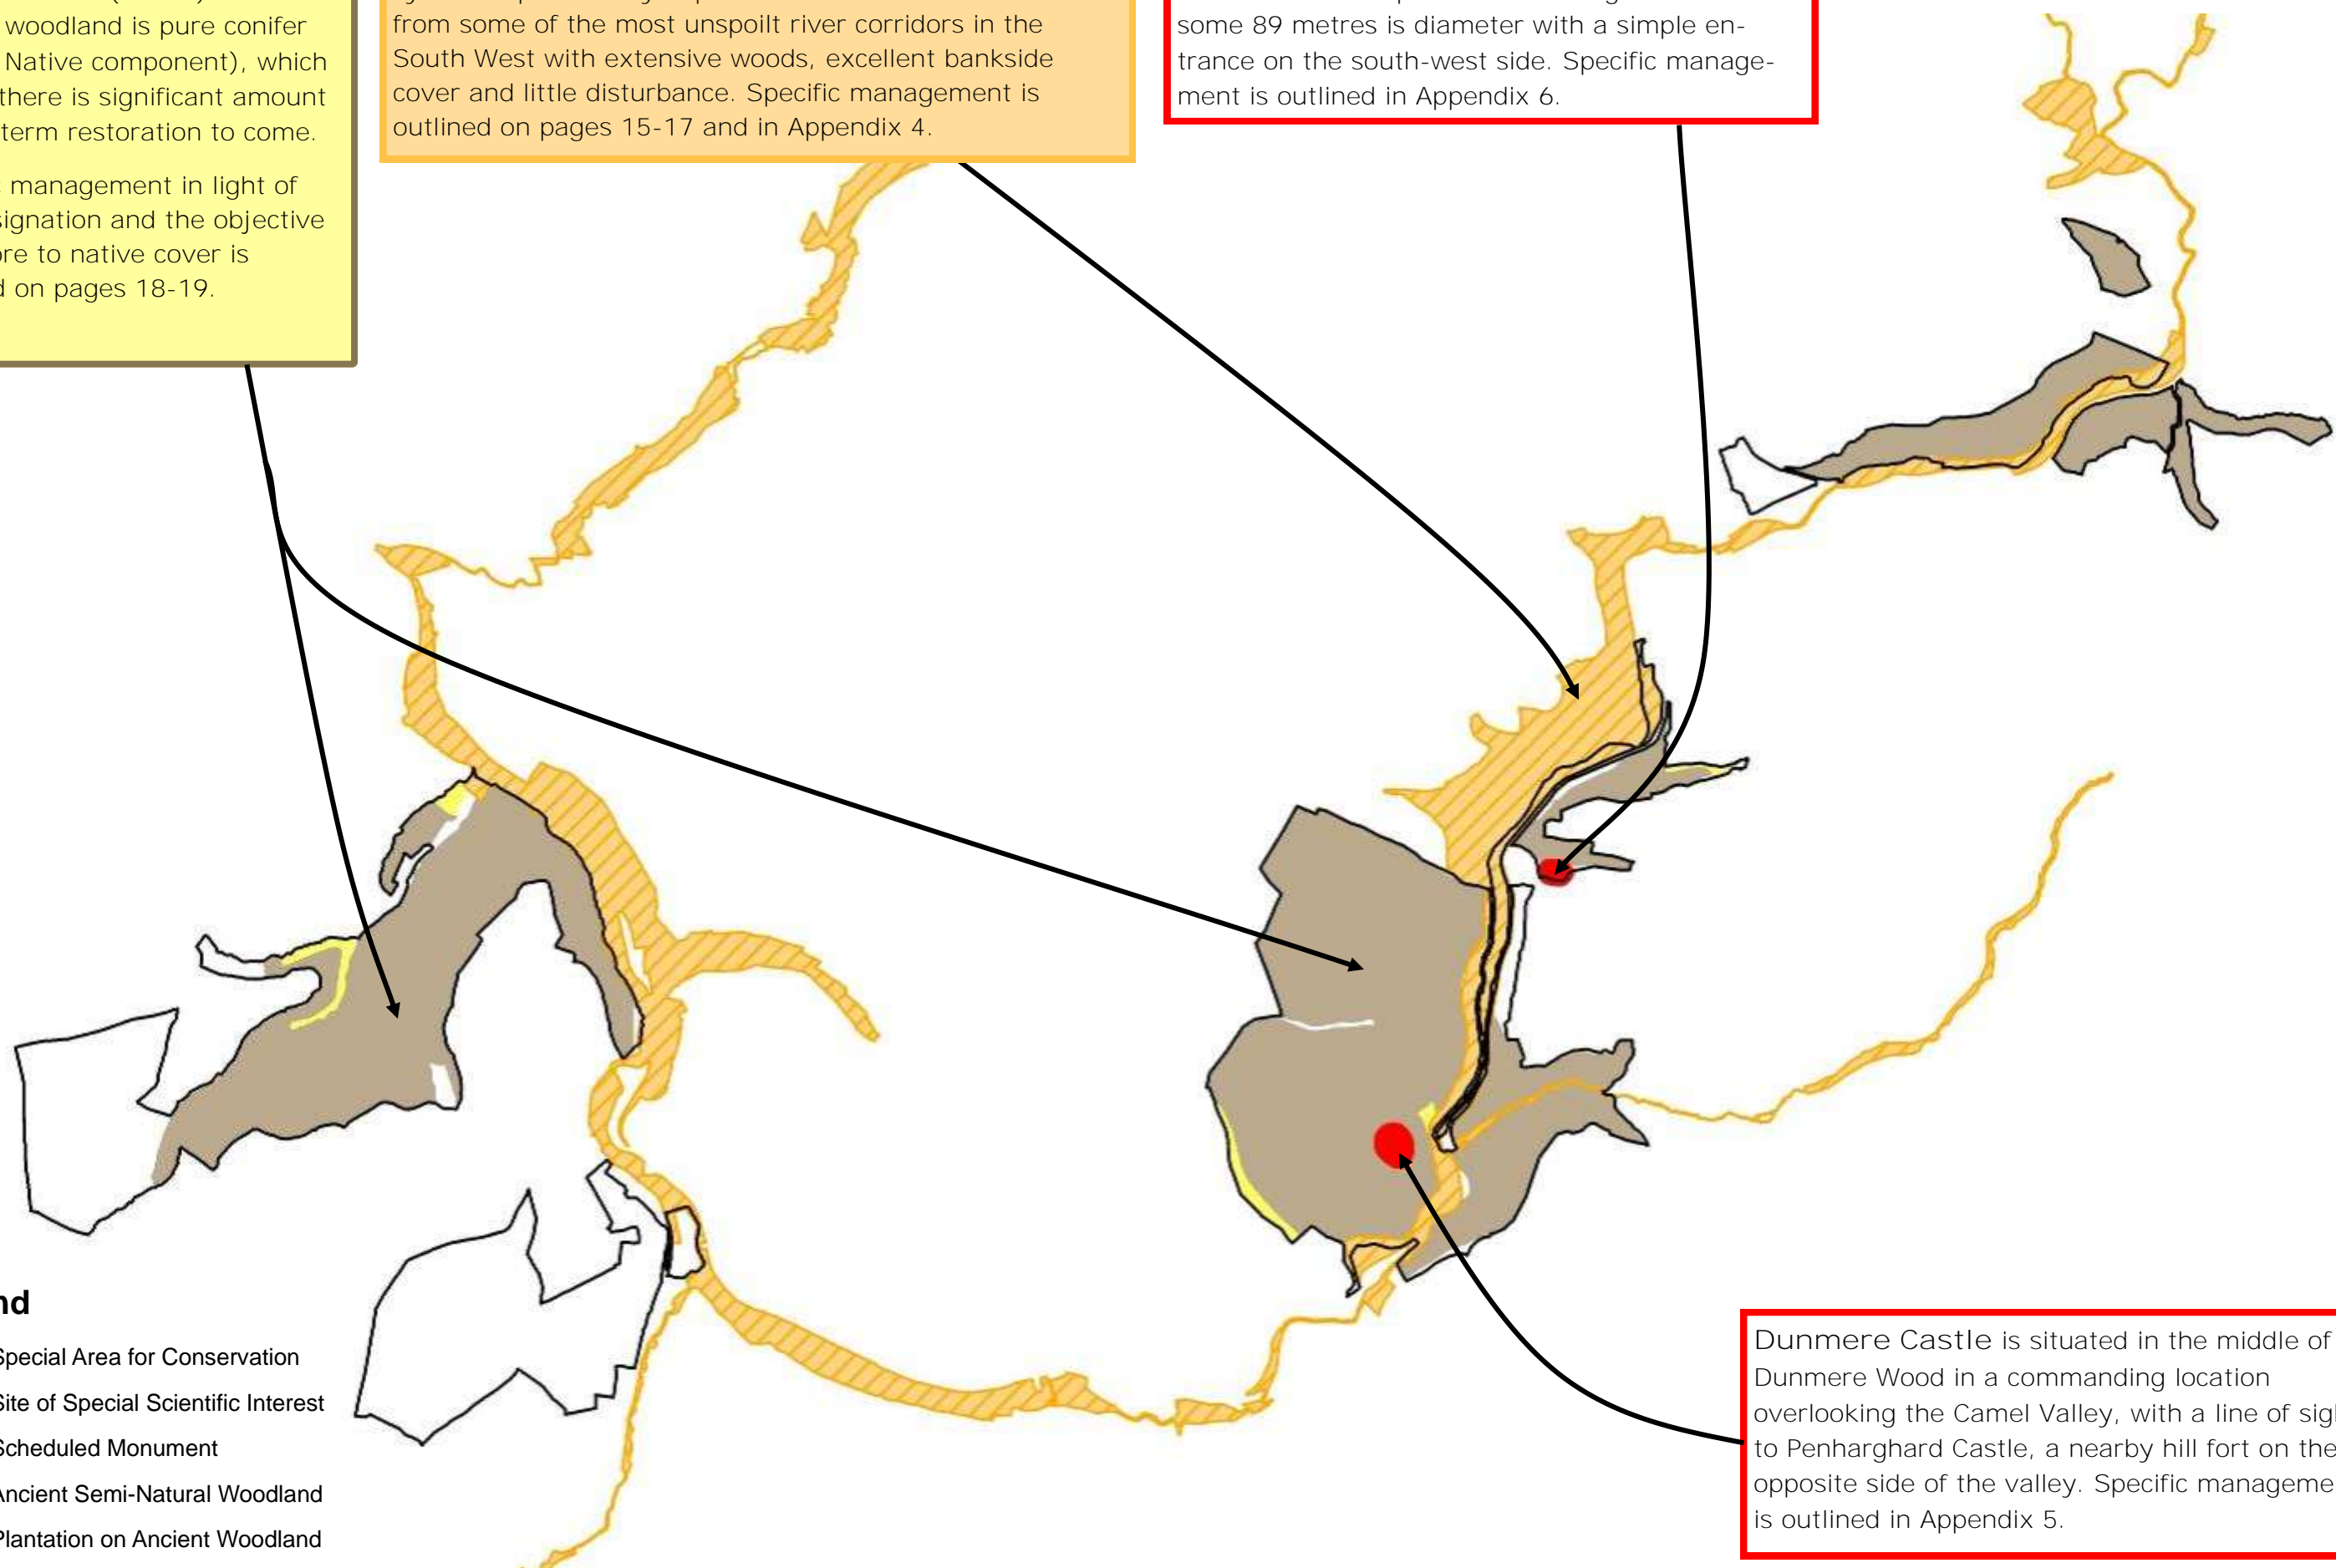 woodland is pure conifer
Native component), which
there is significant amount
term restoration to come.
management in light of
and the objective
to native cover is
on pages 18-19.
from some of the most unspoilt river corridors in the
South West with extensive woods, excellent bankside
cover and little disturbance. Specific management is
outlined on pages 15-17 and in Appendix 4.
some 89 metres is diameter with a simple en-
trance on the south-west side. Specific manage-
ment is outlined in Appendix 6.
Special Area for Conservation
Site of Special Scientific Interest
Scheduled Monument
Ancient Semi-Natural Woodland
Plantation on Ancient Woodland
Dunmere Castle is situated in the middle of
Dunmere Wood in a commanding location
overlooking the Camel Valley, with a line of
to Penharghard Castle, a nearby hill fort on the
opposite side of the valley. Specific
is outlined in Appendix 5.